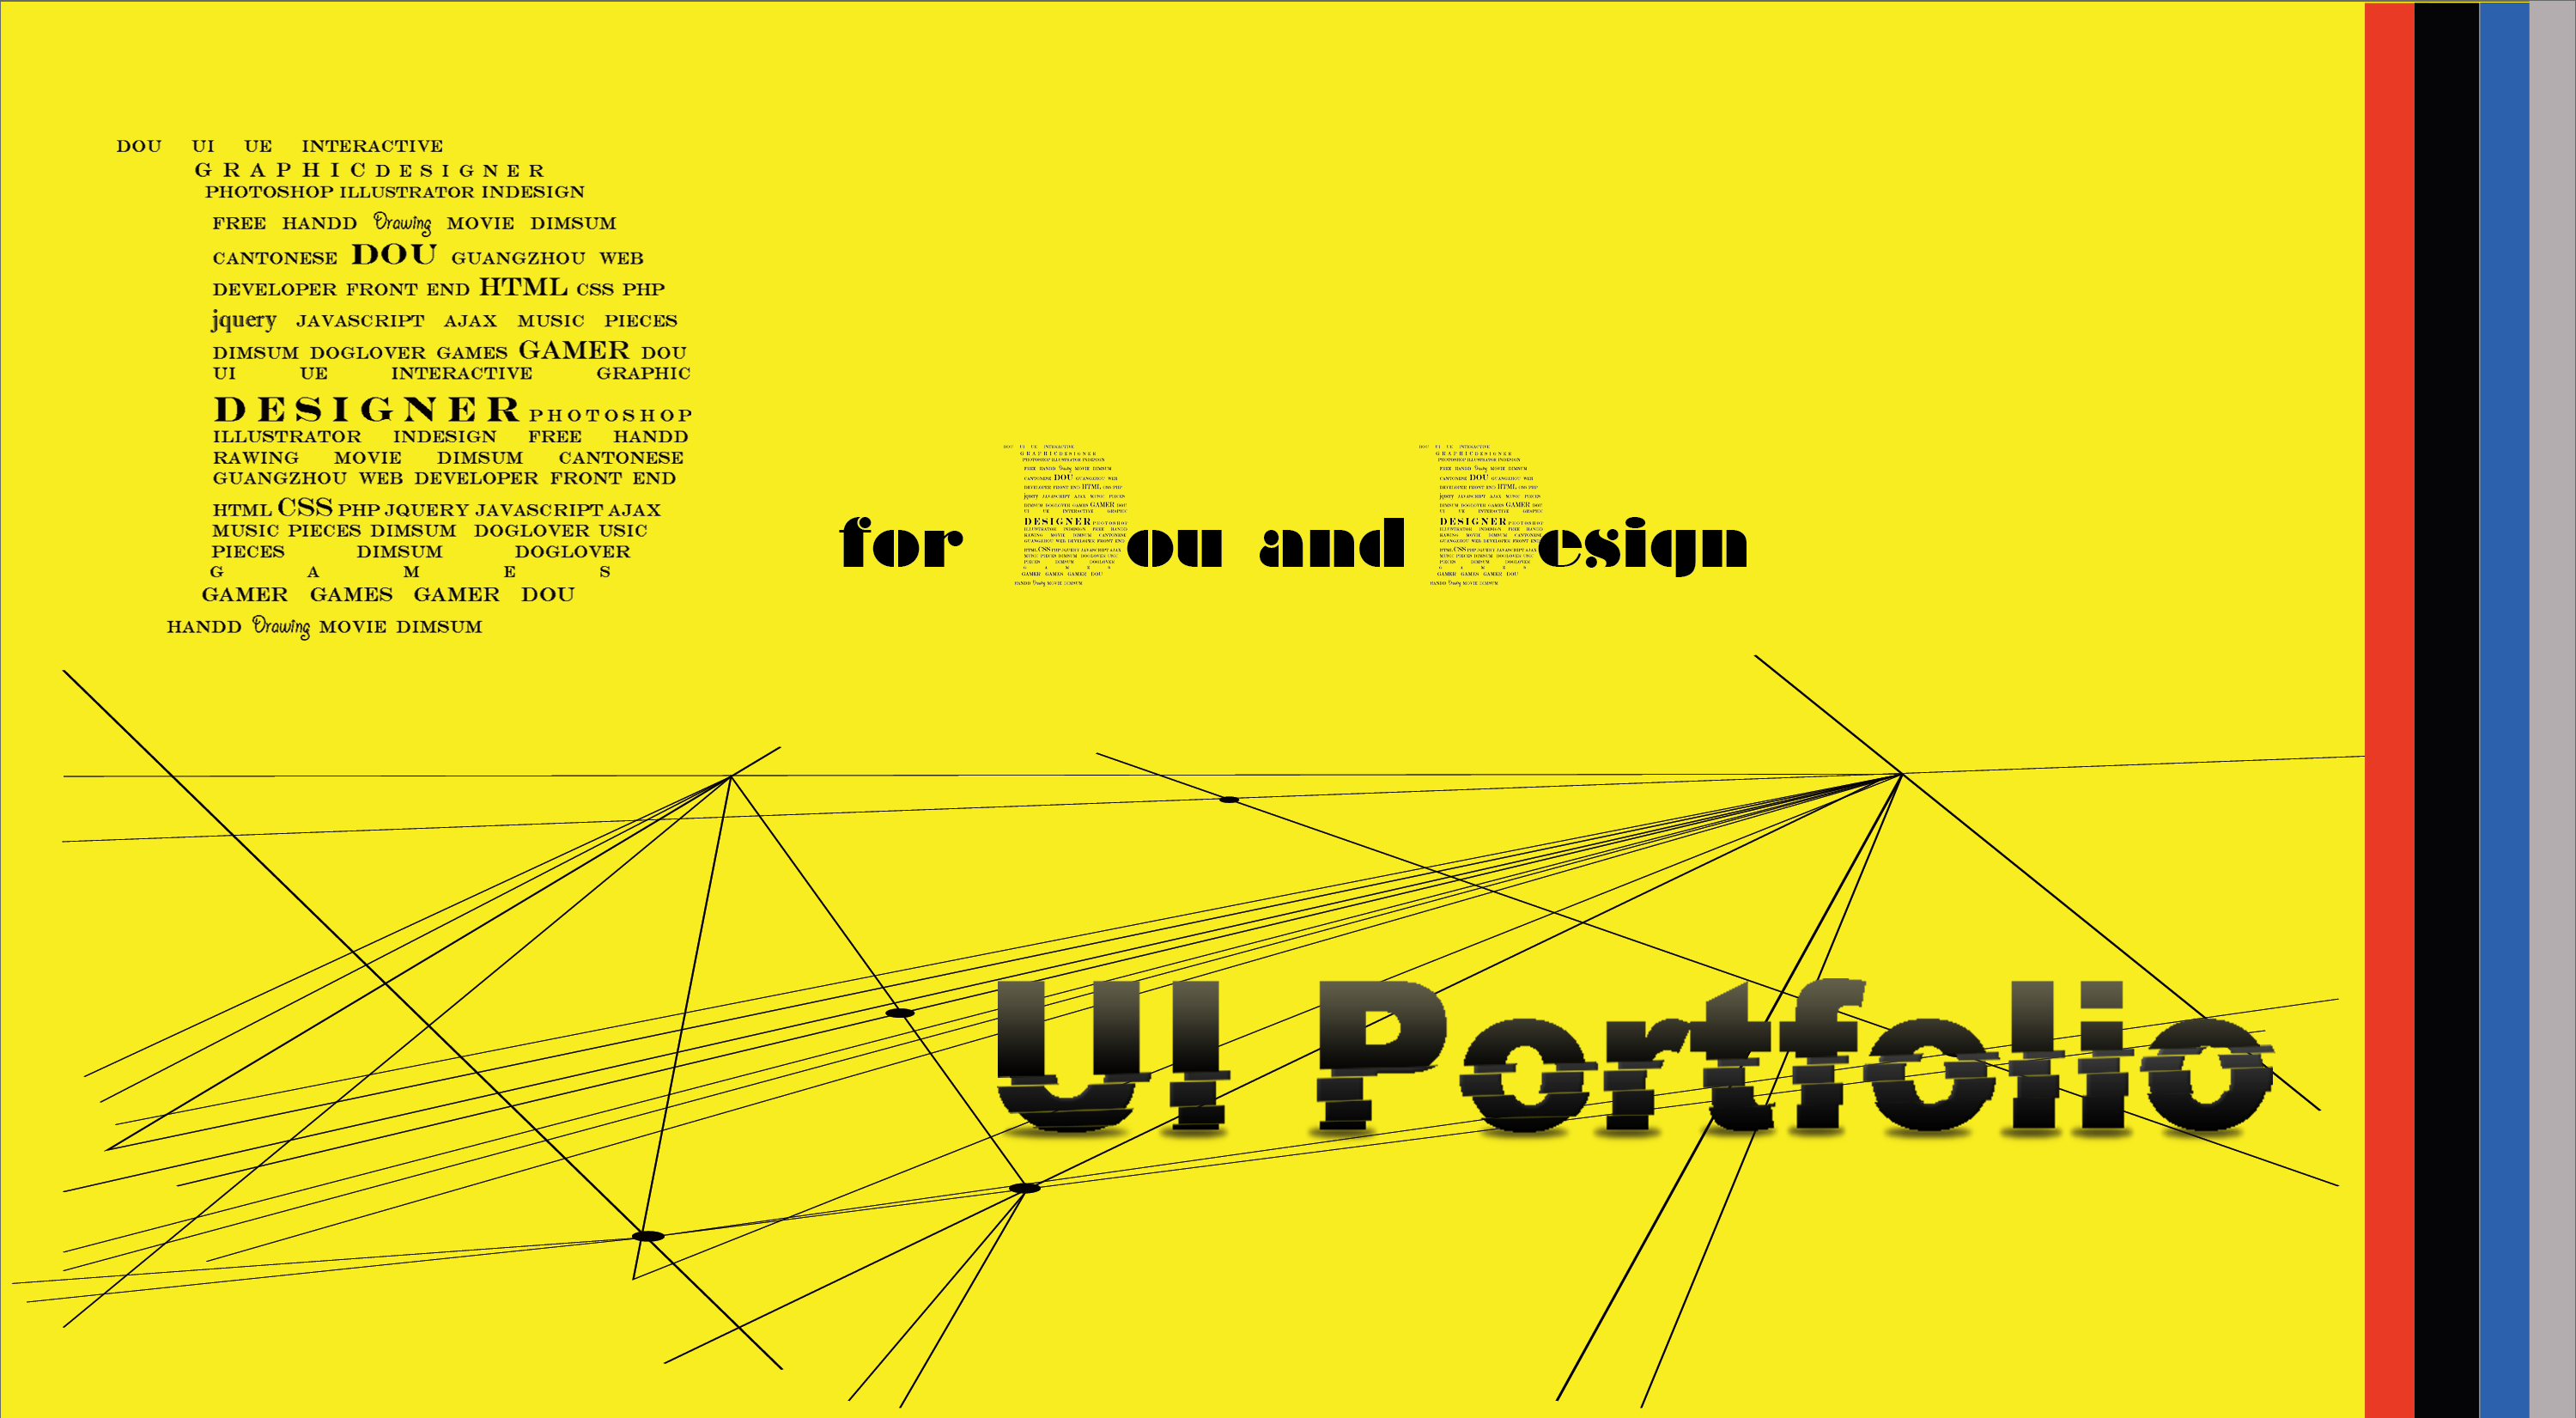 DOU UI UE INTERACTIVE
GRAPHICDESIGNER
PHOTOSHOP ILLUSTRATOR INDESIGN
FREE HANDD Drawing MOVIE DIMSUM
CANTONESE DOU GUANGZHOU WEB
DEVELOPER FRONT END HTML CSS PHP
jquery JAVASCRIPT AJAX MUSIC PIECES
DIMSUM DOGLOVER GAMES GAMER DOU
UI UE INTERACTIVE GRAPHIC
DESIGNER PHOTOSHOP
ILLUSTRATOR INDESIGN FREE HANDD
RAWING MOVIE DIMSUM CANTONESE
GUANGZHOU WEB DEVELOPER FRONT END
HTML CSS PHP JQUERY JAVASCRIPT AJAX
MUSIC PIECES DIMSUM DOGLOVER USIC
PIECES DIMSUM DOGLOVER
G A M E S
GAMER GAMES GAMER DOU
HANDD Drawing MOVIE DIMSUM
for Dou and Design
UI Portfolio